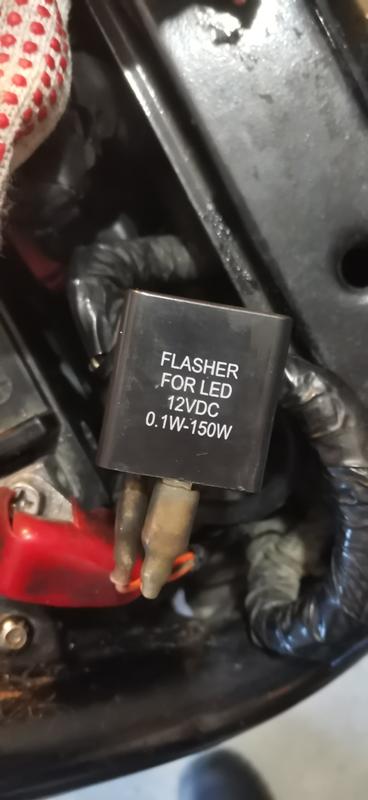 FLASHER
FOR LED
12VDC
0.1W-150W